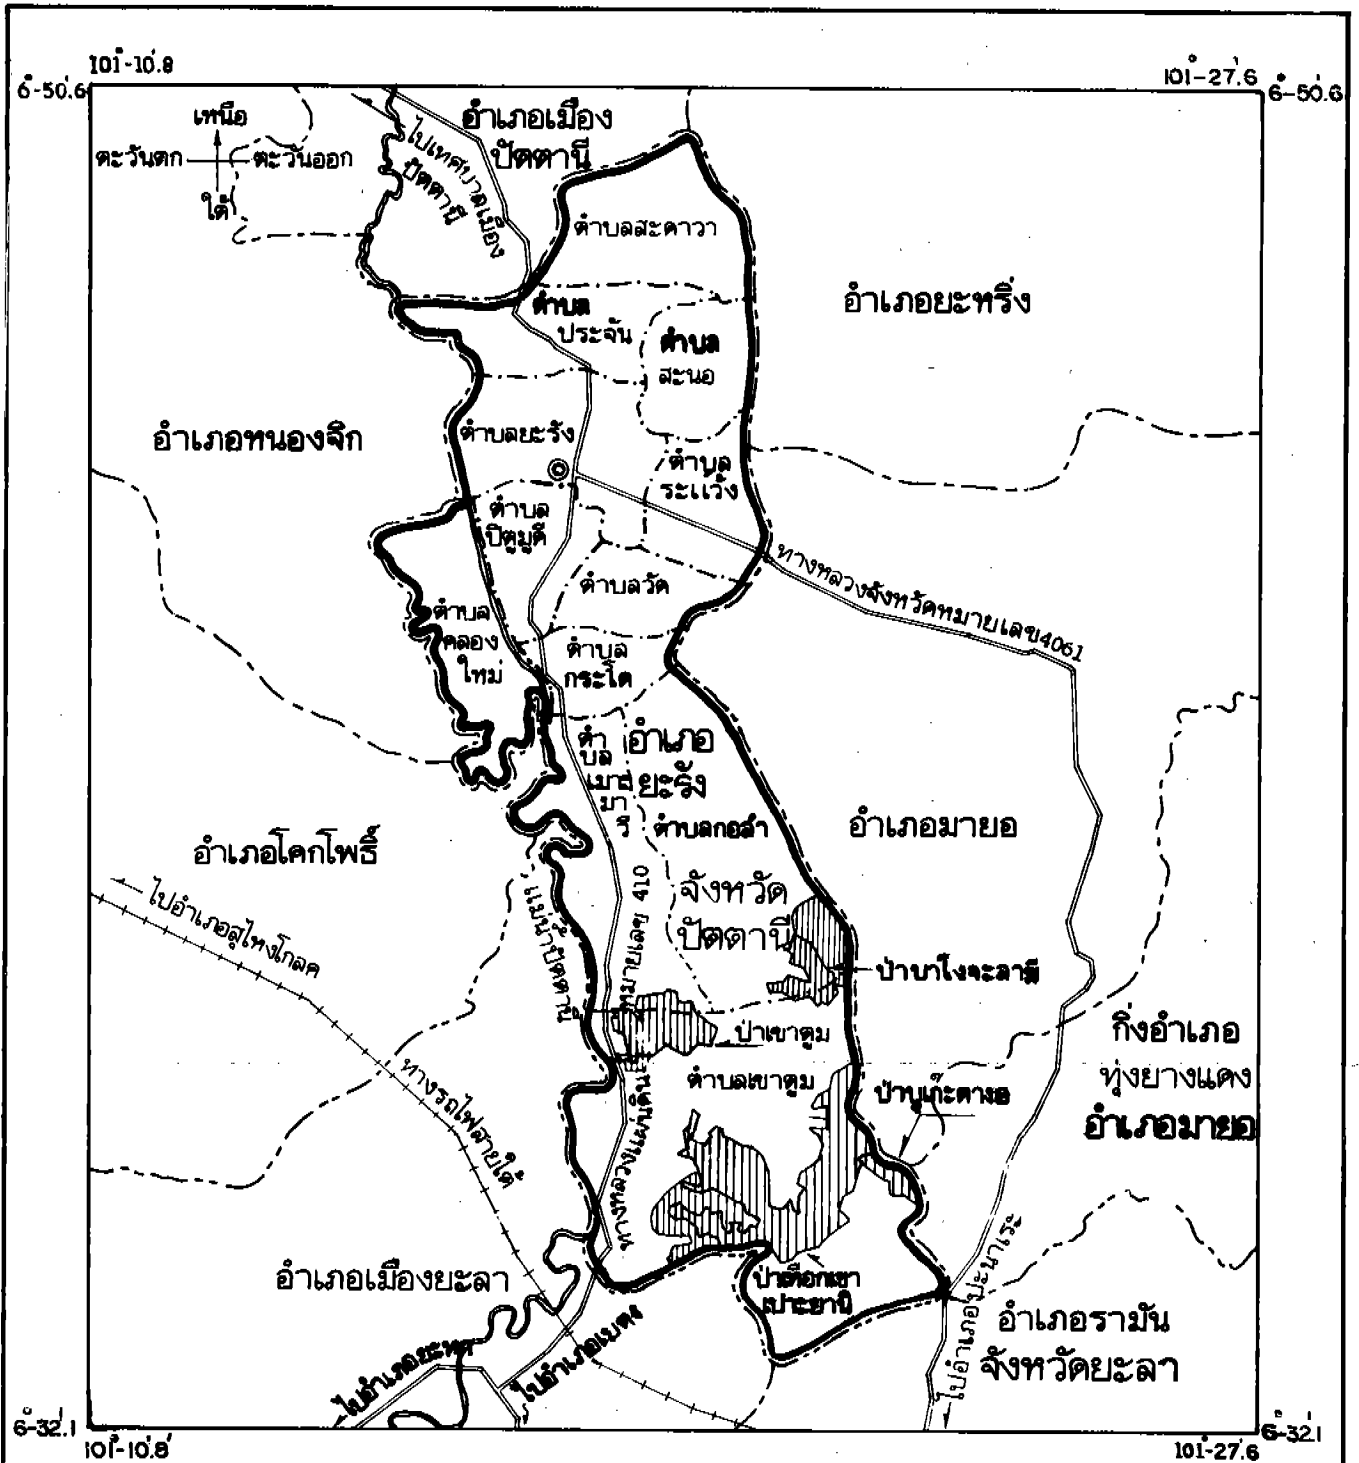 101°-10.8
101°-27.6
6°-50.6
6°-50.6
เหนือ
ตะวันตก
ตะวันออก
ใต้
ไปเทศบาลเมือง
ปัตตานี
อำเภอเมือง
ปัตตานี
ตำบลสะดาวา
อำเภอยะหริ่ง
ตำบล
ประจัน
ตำบล
สะนอ
อำเภอหนองจิก
ตำบลยะรัง
ตำบล
ระแว้ง
ตำบล
ปิตูมุดี
ทางหลวงจังหวัดหมายเลข4061
ตำบลวัด
ตำบล
คลอง
ใหม่
ตำบล
กระโด
ตำ
บล
เมาะ
มา
วี
อำเภอ
ยะรัง
ตำบลกอลำ
อำเภอมายอ
อำเภอโคกโพธิ์
จังหวัด
ปัตตานี
ไปอำเภอสุไหงโกลค
แม่น้ำปัตตานี
ทางหลวงแผ่นดินหมายเลข 410
ป่าบาโงจะลามี
ป่าเขาตูม
กิ่งอำเภอ
ทุ่งยางแดง
อำเภอมายอ
ตำบลเขาตูม
ป่าบูเก๊ะตางอ
ทางรถไฟสายใต้
อำเภอเมืองยะลา
ป่าเทือกเขา
เปาะยานิ
ไปอำเภอปะนาเระ
อำเภอรามัน
จังหวัดยะลา
ไปอำเภอยะหา
ไปอำเภอเบตง
6°-32.1
6°-32.1
101°-10.8
101°-27.6